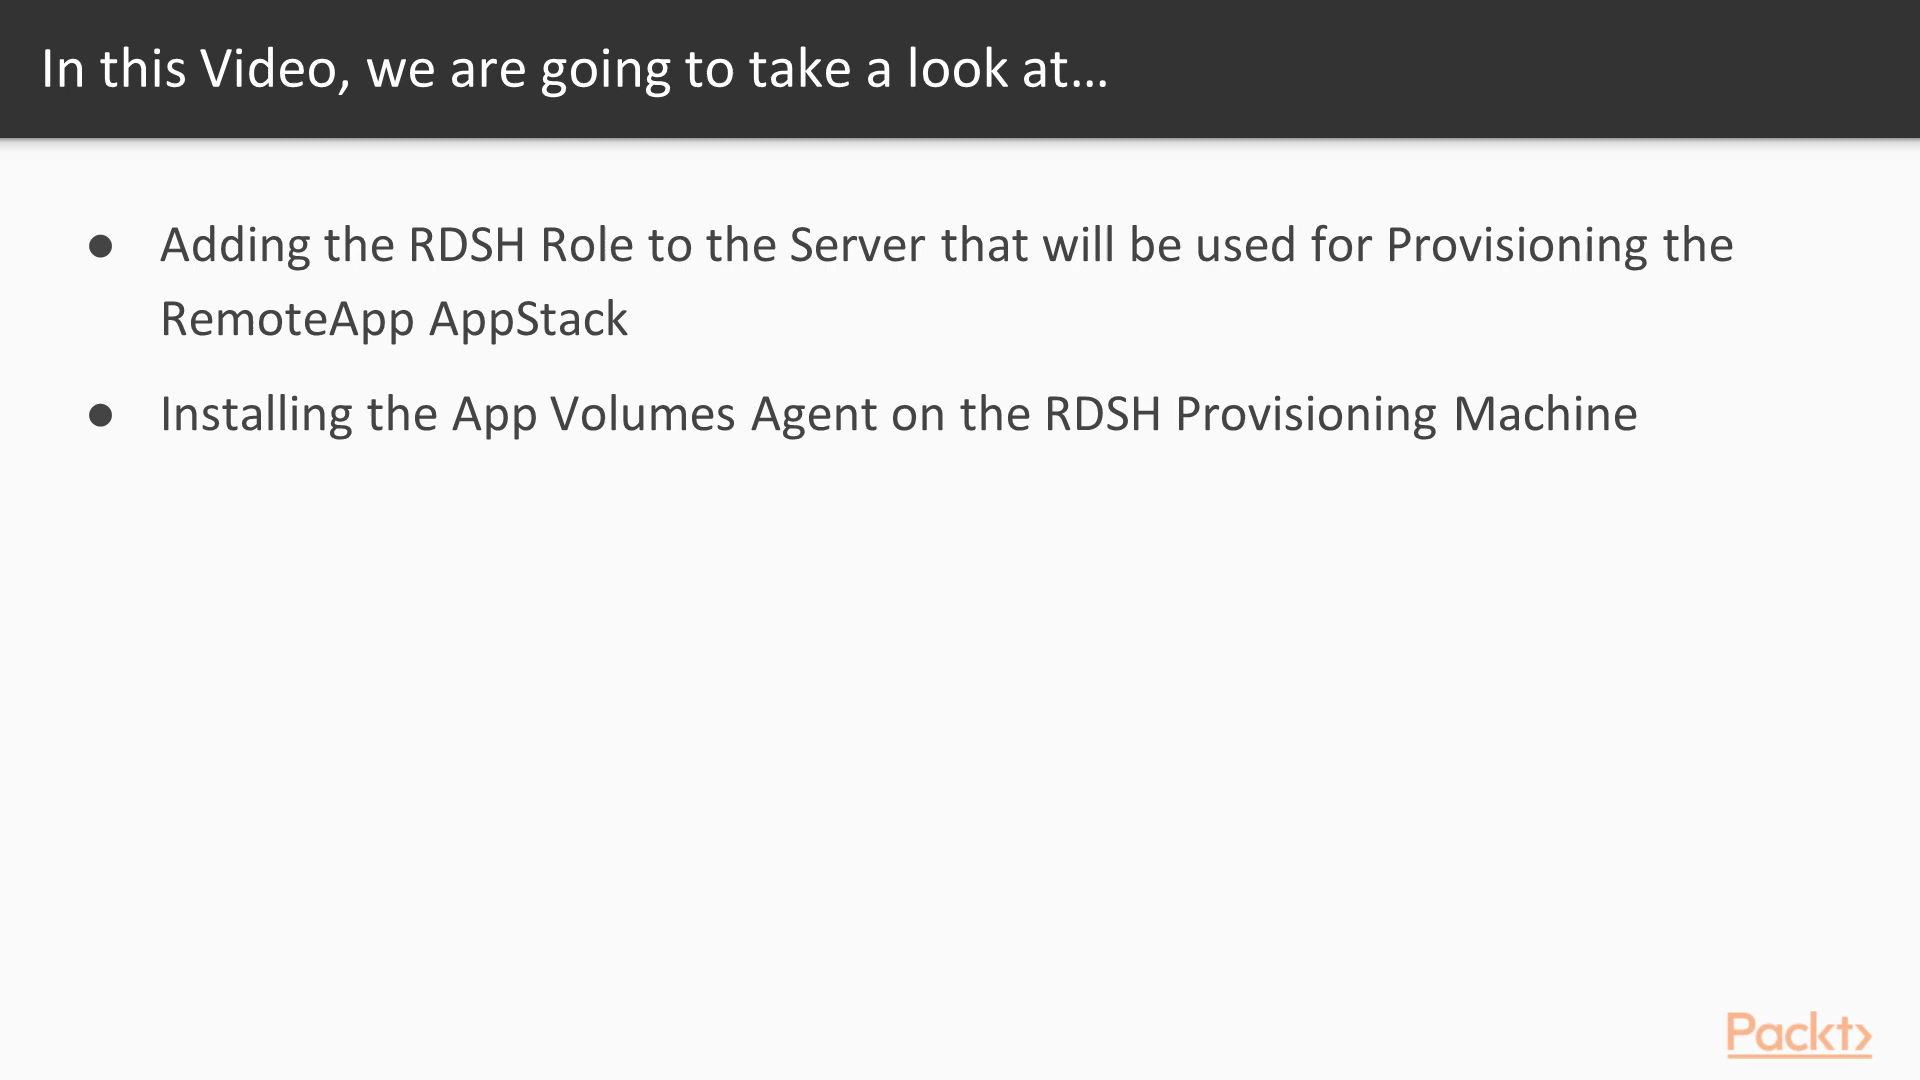 In this Video, we are going to take a look at...
● Adding the RDSH Role to the Server that will be used for Provisioning the
RemoteApp AppStack
● Installing the App Volumes Agent on the RDSH Provisioning Machine
Packt>